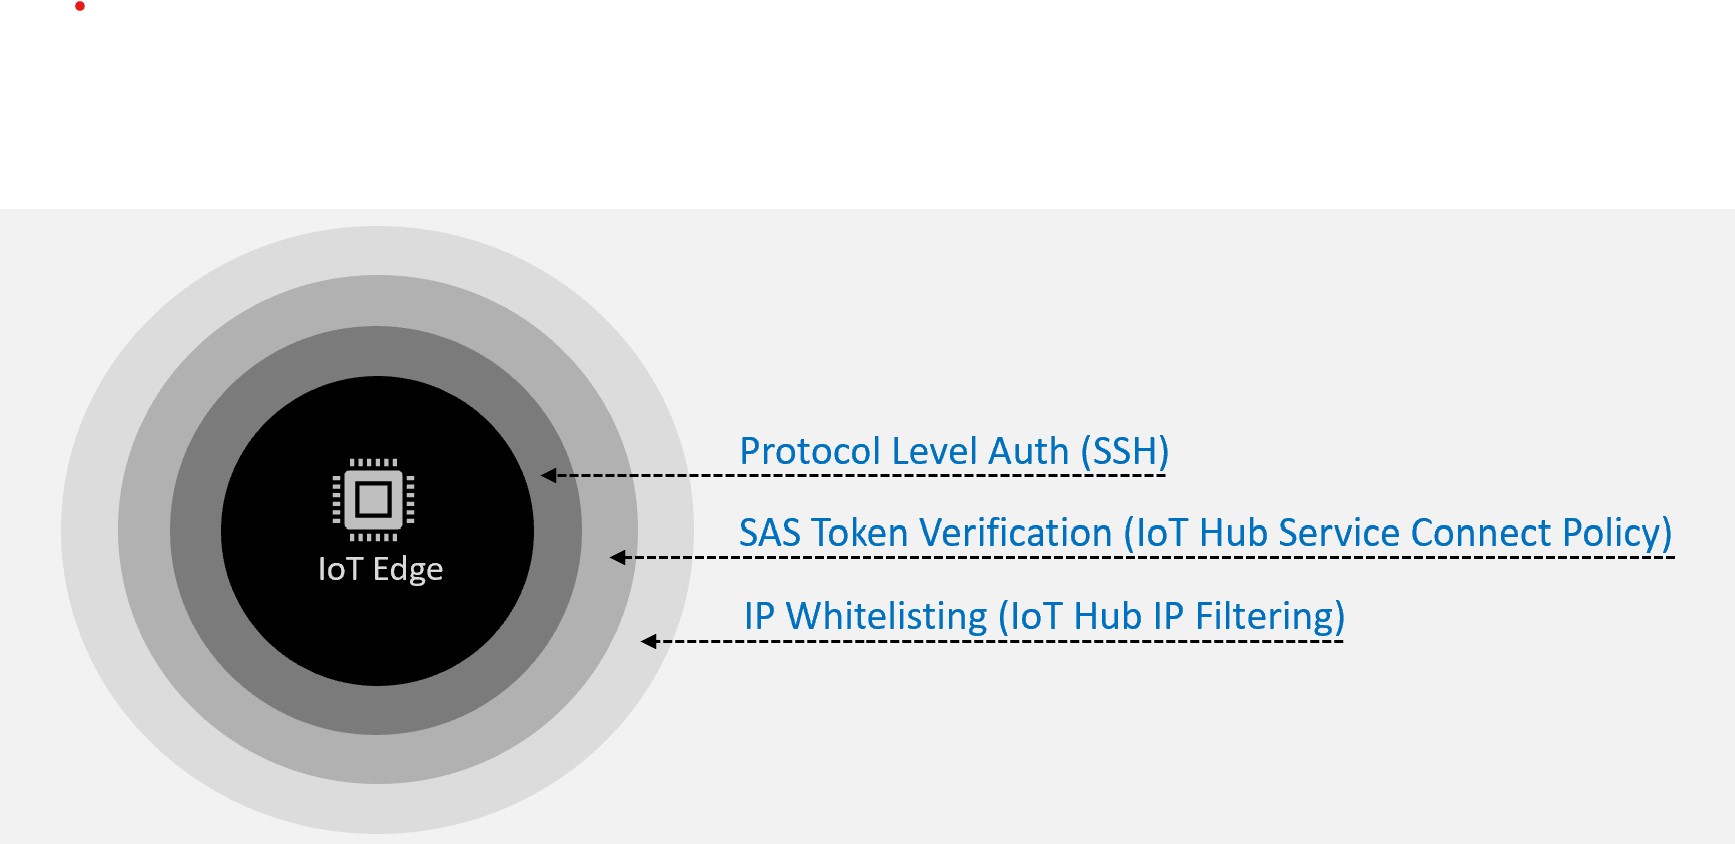 Protocol Level Auth (SSH)
SAS Token Verification (IoT Hub Service Connect Policy)
IoT Edge
IP Whitelisting (IoT Hub IP Filtering)